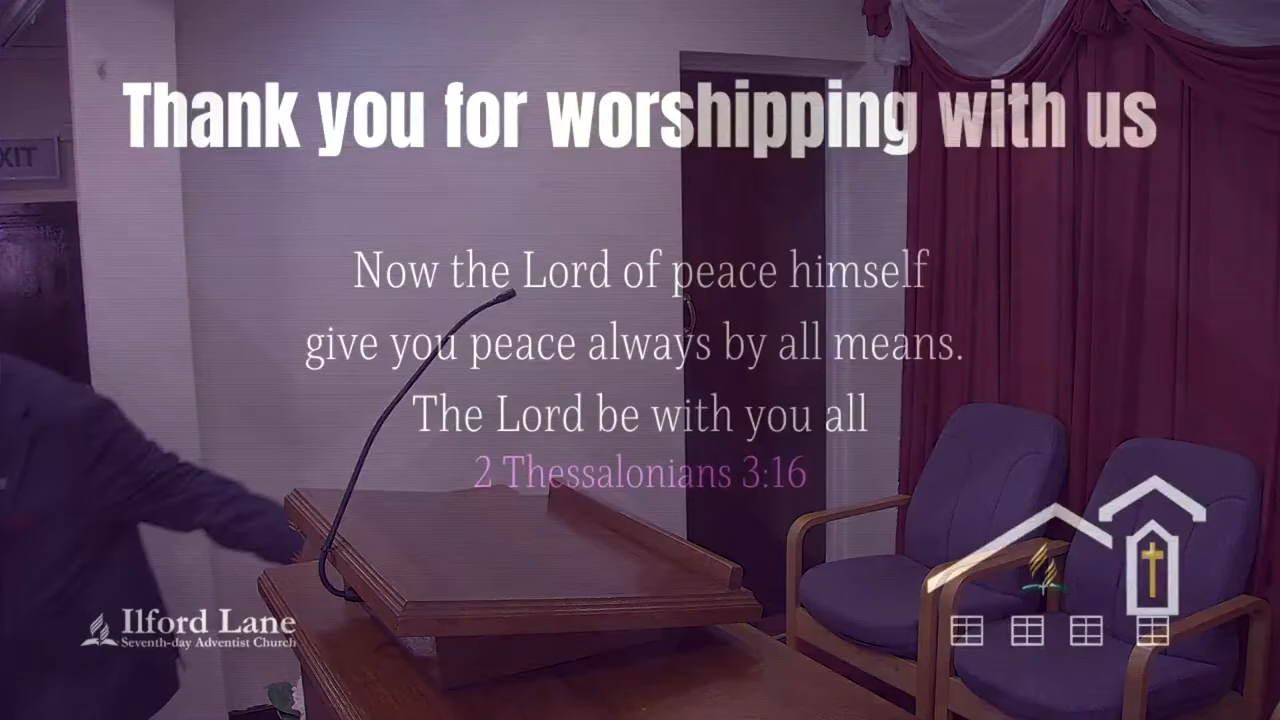 Thank you for worshipping with us
XIT
Now the Lord of peace himself
give you peace always by all means.
The Lord be with you all
2 Thessalonians 3:16
Ilford Lane
Seventh-day Adventist Church